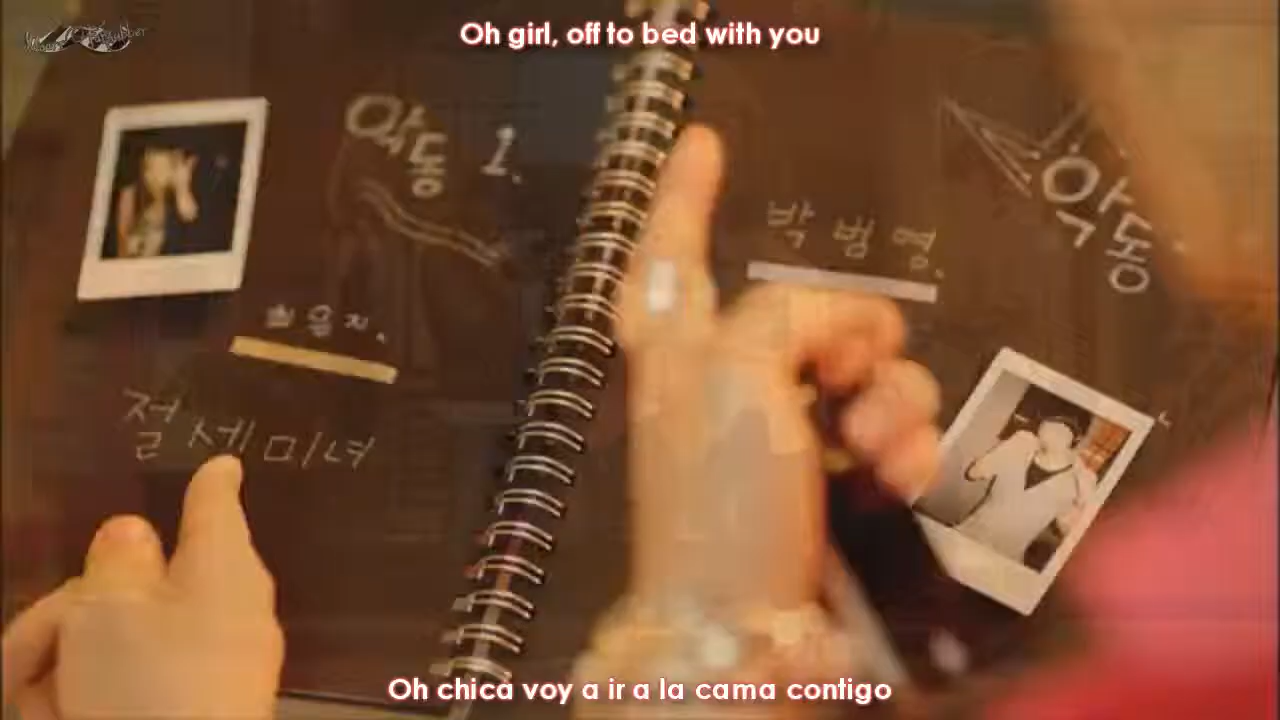 Oh girl, off to bed with you
악동 1.
악동
박범영.
절세미녀
Oh chica voy a ir a la cama contigo